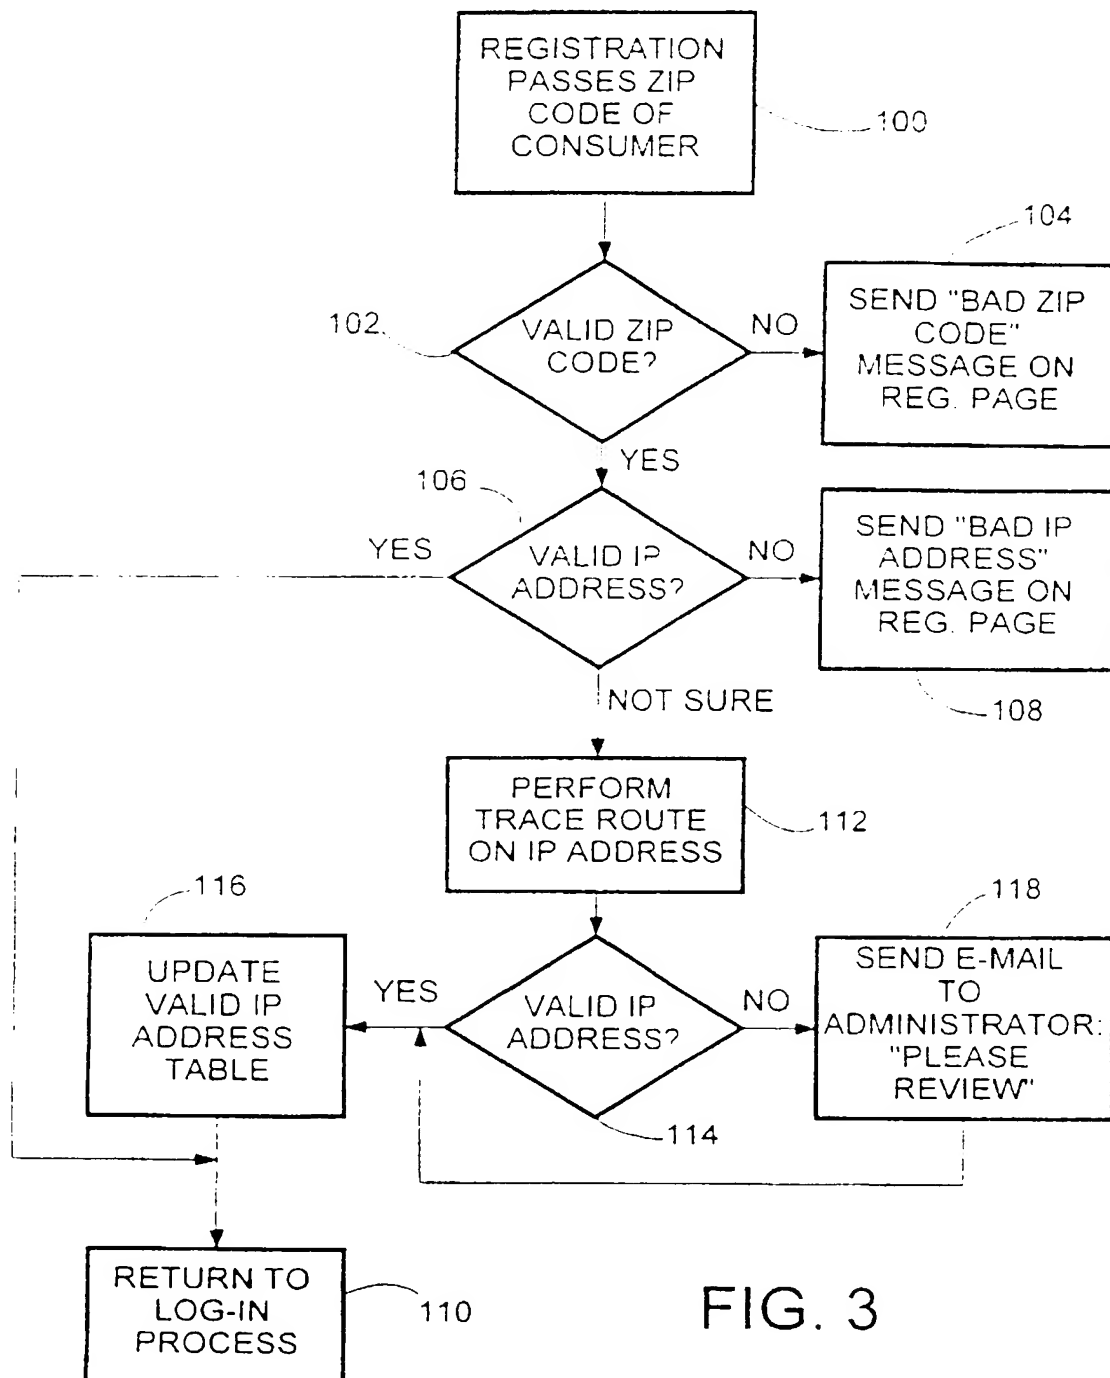 REGISTRATION
PASSES ZIP
CODE OF
CONSUMER
100
104
102
VALID ZIP
CODE?
NO
SEND "BAD ZIP
CODE"
MESSAGE ON
REG. PAGE
YES
106
YES
VALID IP
ADDRESS?
NO
SEND "BAD IP
ADDRESS"
MESSAGE ON
REG. PAGE
108
NOT SURE
PERFORM
TRACE ROUTE
ON IP ADDRESS
112
116
118
UPDATE
VALID IP
ADDRESS
TABLE
YES
VALID IP
ADDRESS?
NO
SEND E-MAIL
TO
ADMINISTRATOR:
"PLEASE
REVIEW"
114
RETURN TO
LOG-IN
PROCESS
110
FIG. 3